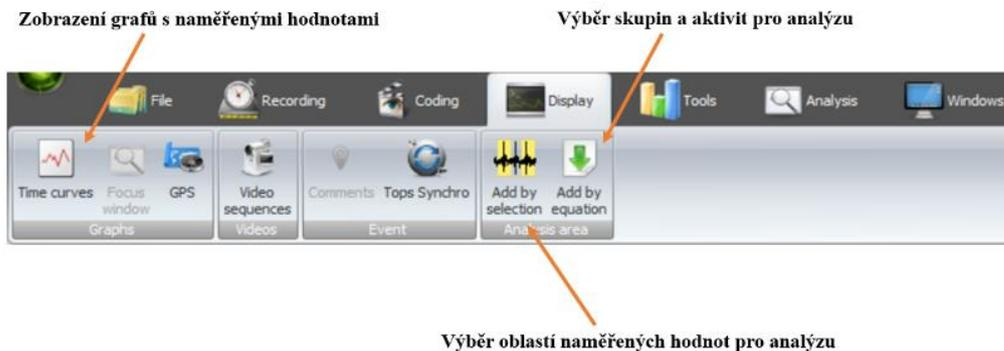 Zobrazení grafů s naměřenými hodnotami
Výběr skupin a aktivit pro analýzu
File
Recording
Coding
Display
Tools
Analysis
Windows
Time curves
Focus
window
GPS
Video
sequences
Comments
Tops Synchro
Add by
selection
Add by
equation
Graphs
Videos
Event
Analysis area
Výběr oblastí naměřených hodnot pro analýzu